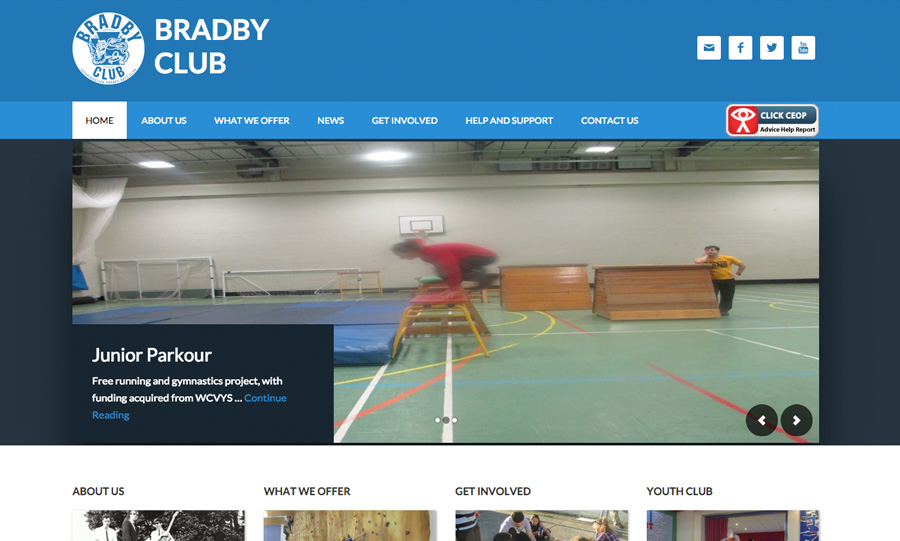 BRADBY
CLUB
BRADBY
CLUB
HOME ABOUT US WHAT WE OFFER NEWS GET INVOLVED HELP AND SUPPORT CONTACT US
CLICK CEOP
Advice Help Report
Junior Parkour
Free running and gymnastics project, with
funding acquired from WCVYS ... Continue
Reading
ABOUT US WHAT WE OFFER GET INVOLVED YOUTH CLUB